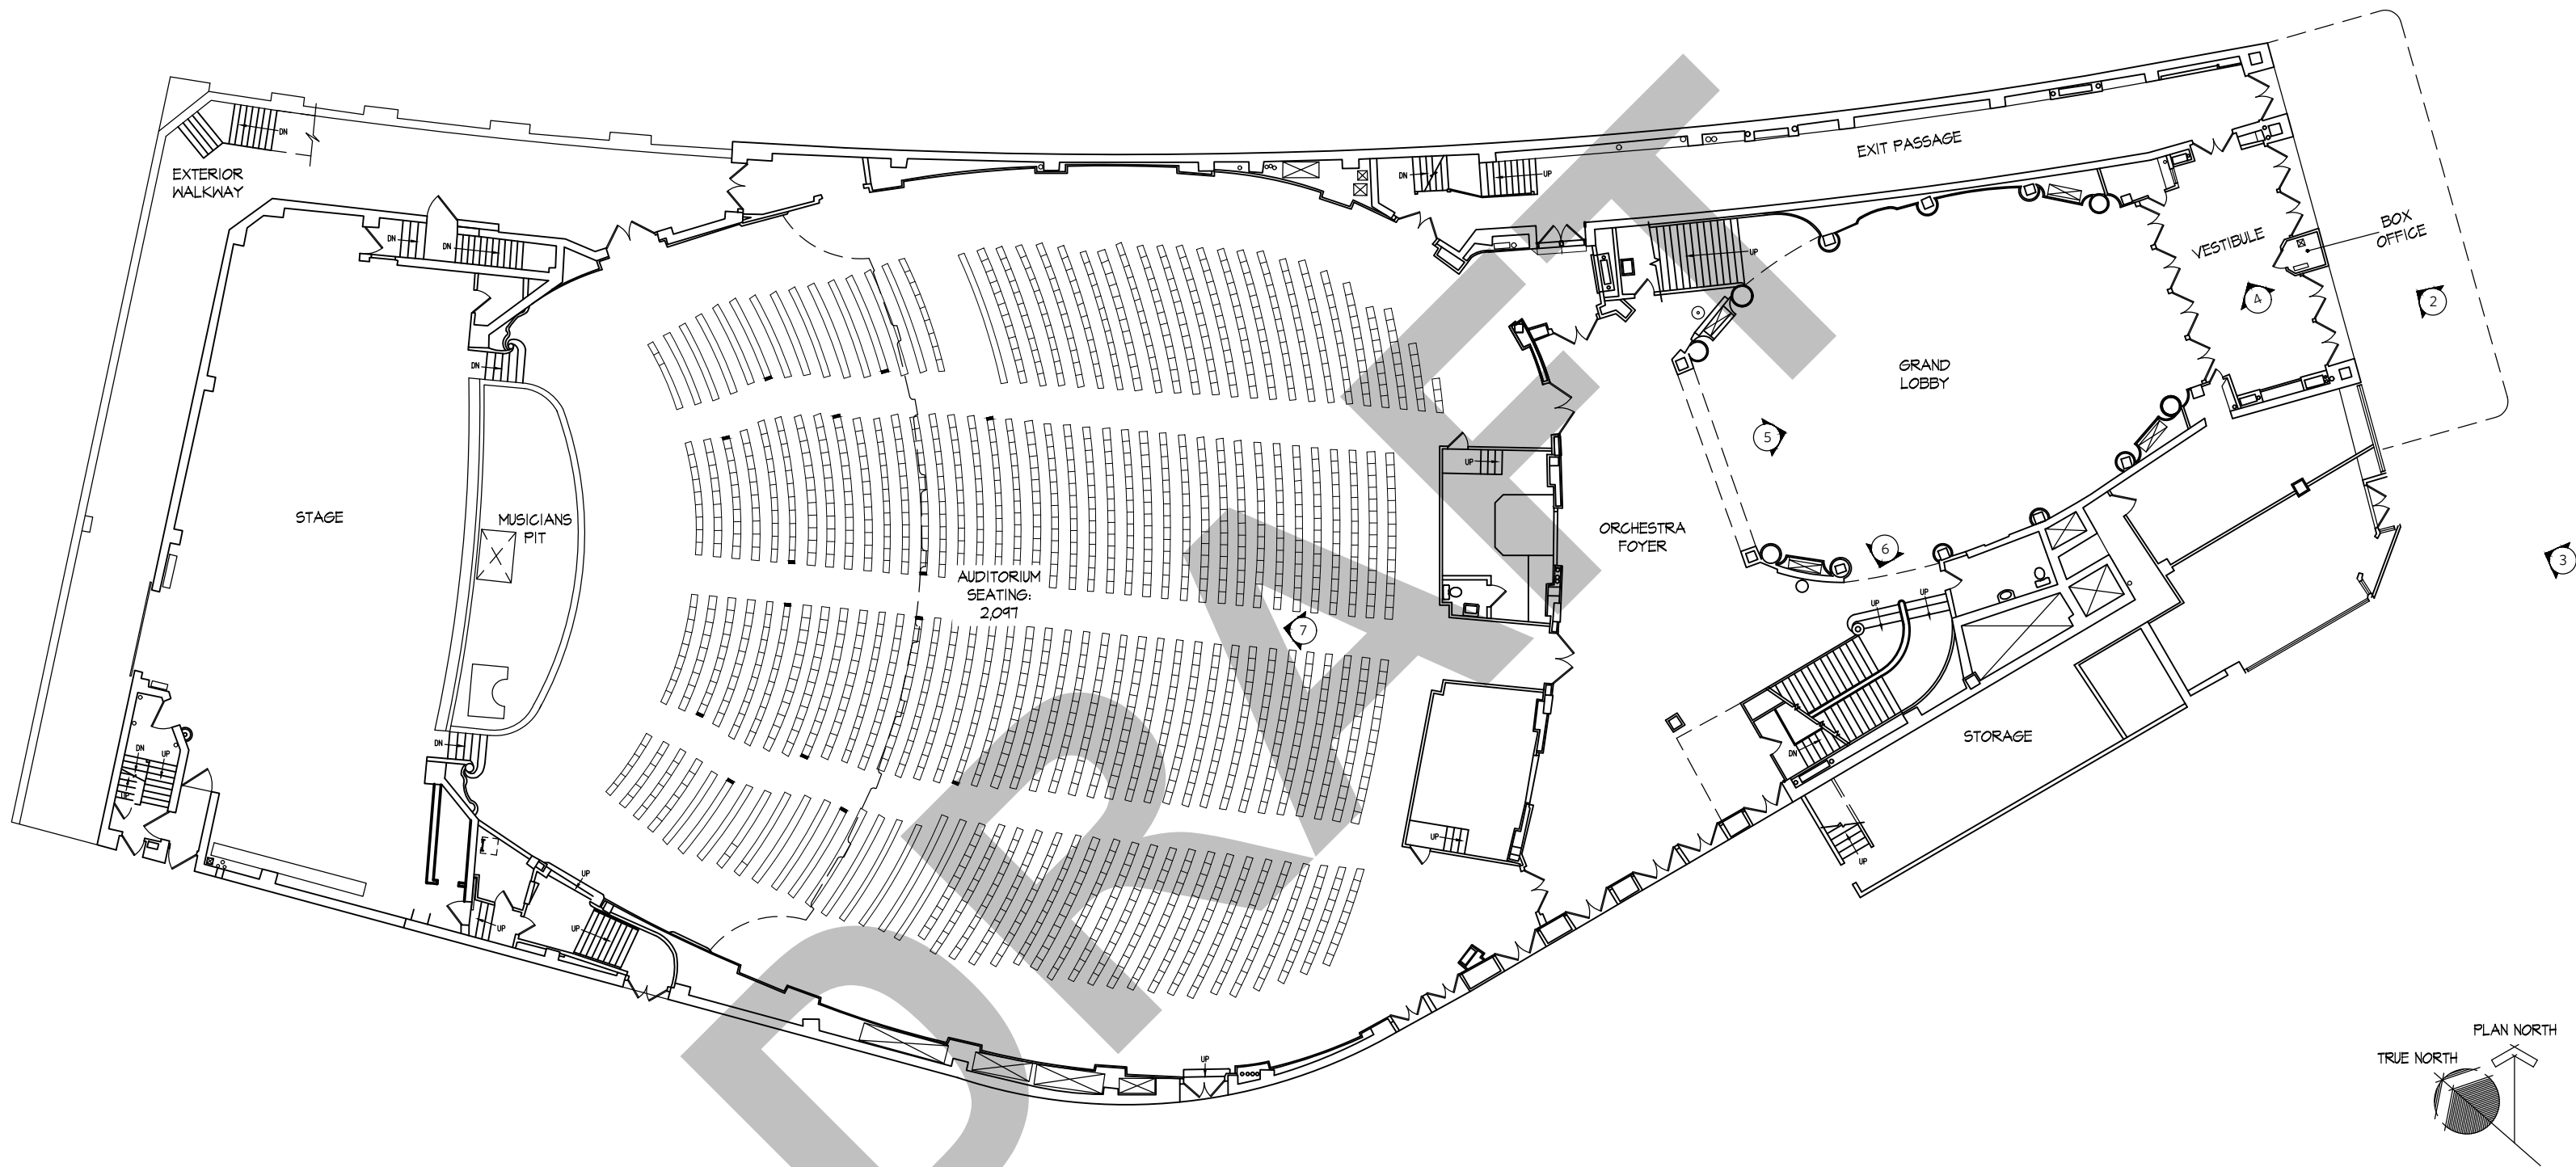 DN
EXTERIOR
WALKWAY
DN
DN
DN
UP
EXIT PASSAGE
UP
VESTIBULE
BOX
OFFICE
4
2
DN
GRAND
LOBBY
5
STAGE
MUSICIANS
PIT
UP
ORCHESTRA
FOYER
6
3
AUDITORIUM
SEATING:
2,097
7
UP
UP
DN
DN
UP
UP
DN
STORAGE
UP
UP
UP
UP
UP
UP
DRAFT
PLAN NORTH
TRUE NORTH